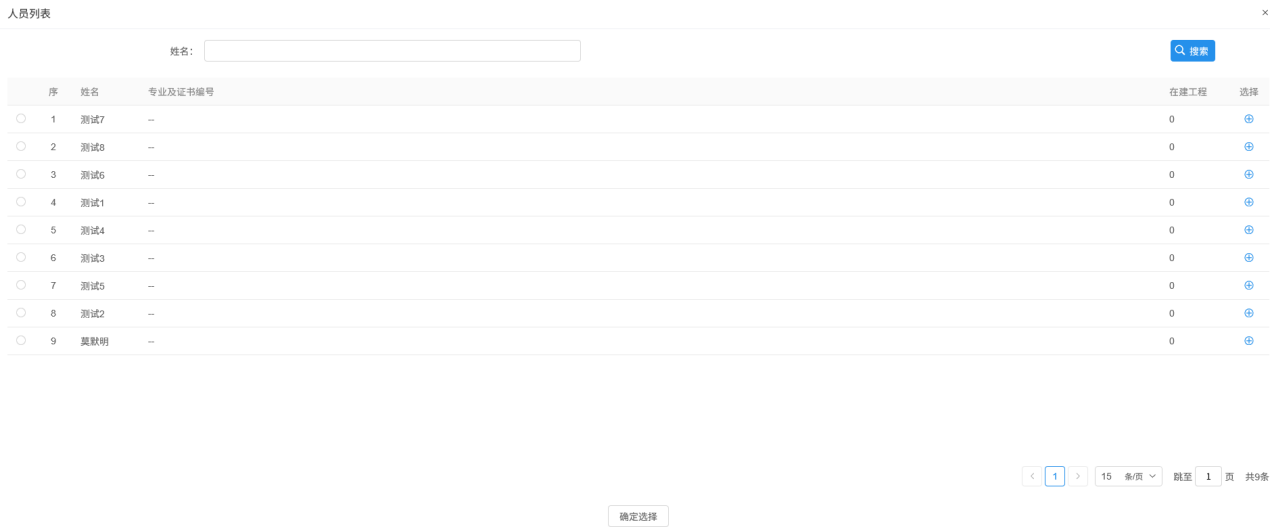 人员列表 ×
姓名： 搜索
序 姓名 专业及证书编号 在建工程 选择
1 测试7 -- 0
2 测试8 -- 0
3 测试6 -- 0
4 测试1 -- 0
5 测试4 -- 0
6 测试3 -- 0
7 测试5 -- 0
8 测试2 -- 0
9 莫默明 -- 0
< 1 > 15 条/页 跳至 1 页 共9条
确定选择